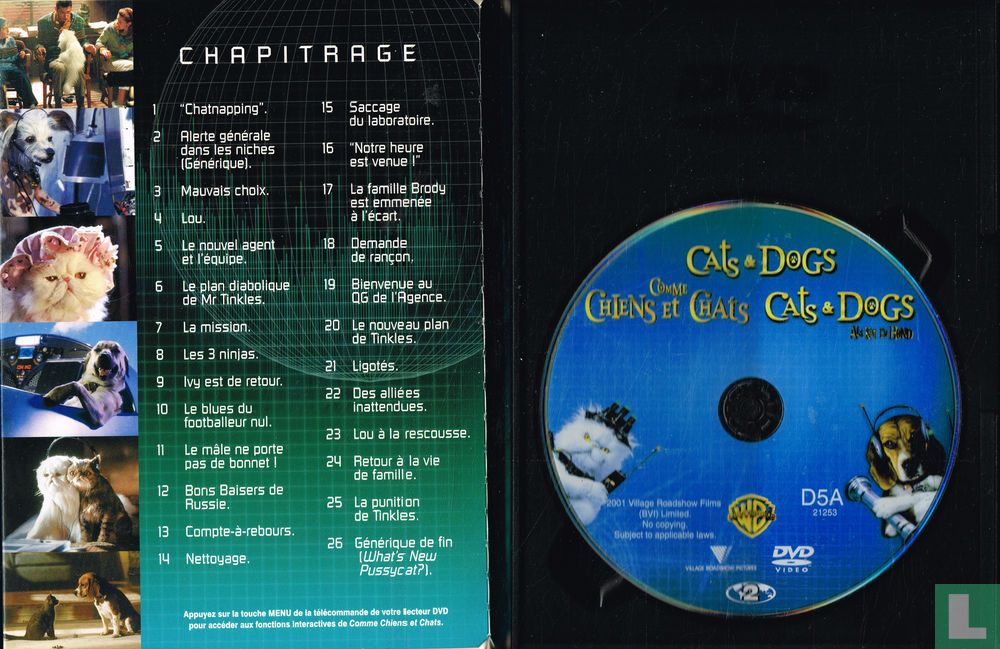 CHAPITRAGE
1 "Chatnapping".
2 Alerte générale
dans les niches
(Générique).
3 Mauvais choix.
4 Lou.
5 Le nouvel agent
et l'équipe.
6 Le plan diabolique
de Mr Tinkles.
7 La mission.
8 Les 3 ninjas.
9 Ivy est de retour.
10 Le blues du
footballeur nul.
11 Le mâle ne porte
pas de bonnet !
12 Bons Baisers de
Russie.
13 Compte-à-rebours.
14 Nettoyage.
15 Saccage
du laboratoire.
16 "Notre heure
est venue !"
17 La famille Brody
est emmenée
à l'écart.
18 Demande
de rançon.
19 Bienvenue au
QG de l'Agence.
20 Le nouveau plan
de Tinkles.
21 Ligotés.
22 Des alliées
inattendues.
23 Lou à la rescousse.
24 Retour à la vie
de famille.
25 La punition
de Tinkles.
26 Générique de fin
(What's New
Pussycat?).
Appuyez sur la touche MENU de la télécommande de votre lecteur DVD
pour accéder aux fonctions interactives de Comme Chiens et Chats.
CATS & DOGS
COMME
CHIENS ET CHATS
CATS & DOGS
2001 Village Roadshow Films
(BVI) Limited.
No copying.
Subject to applicable laws.
WB
D5A
21253
VILLAGE ROADSHOW PICTURES
DVD
VIDEO
2
L